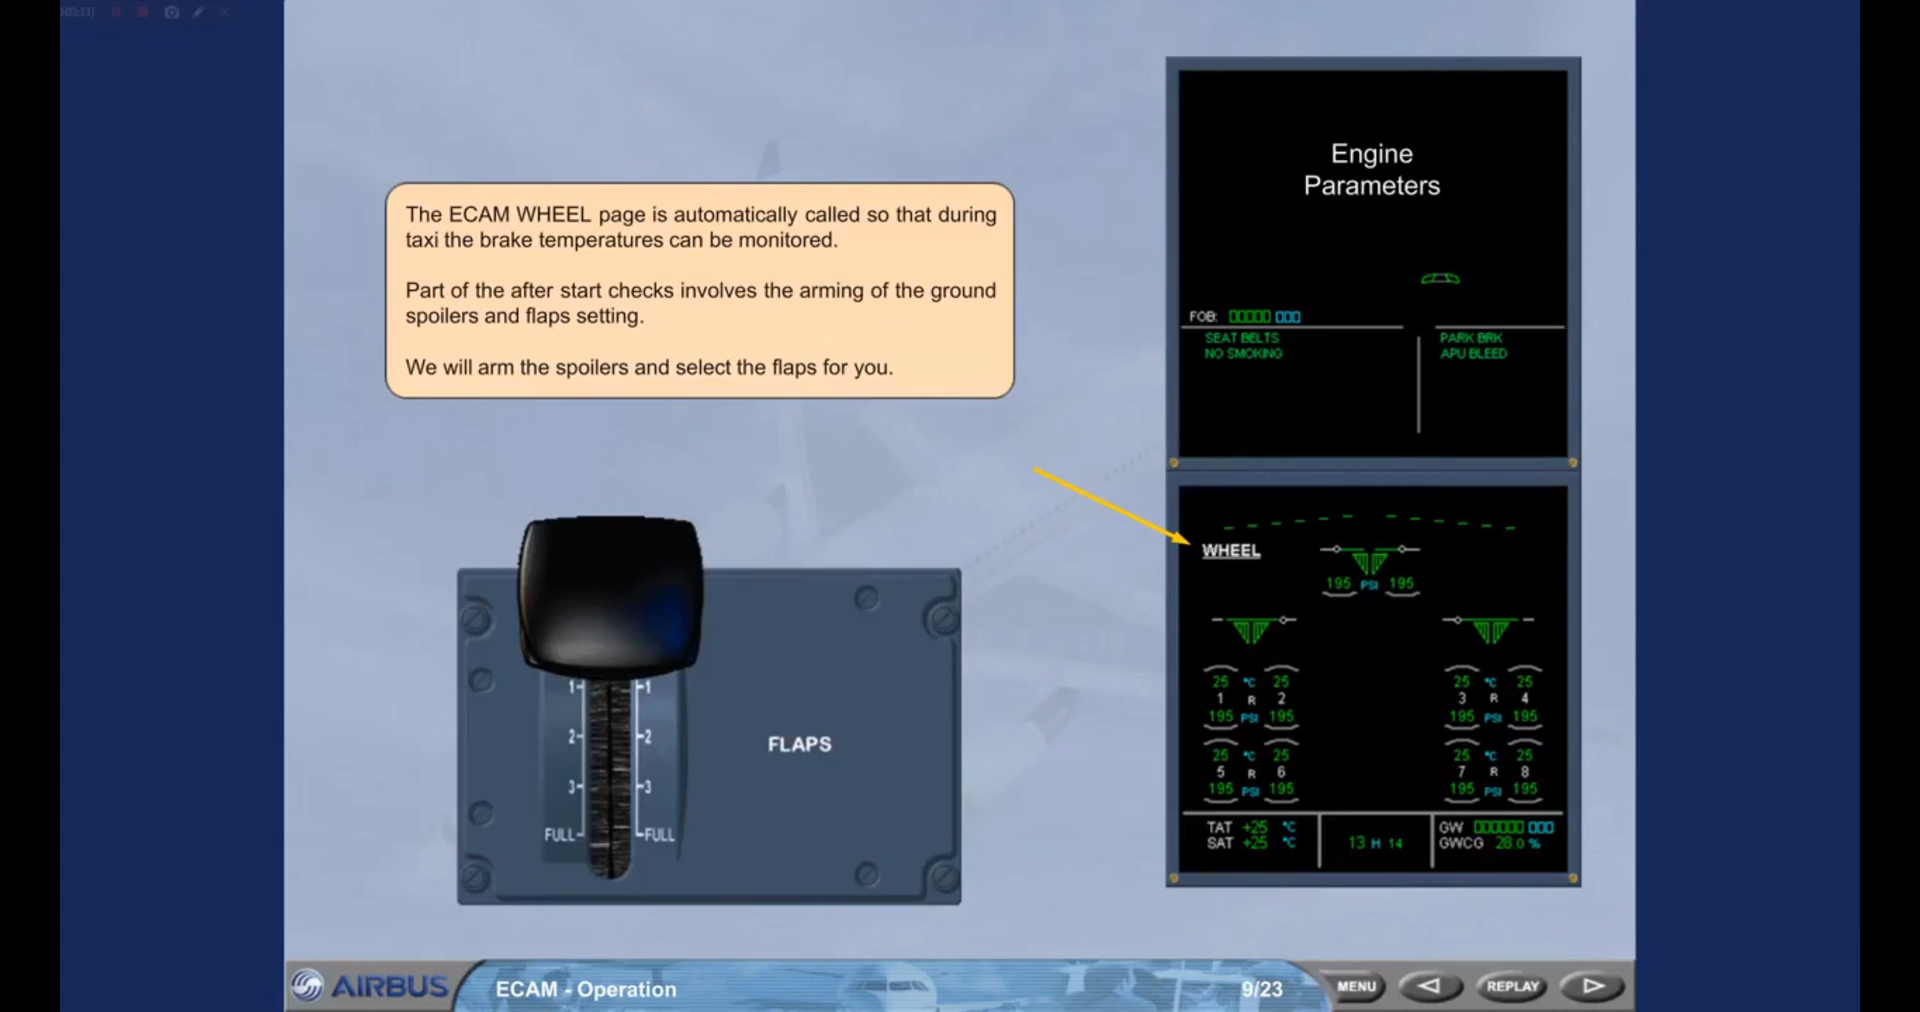 The ECAM WHEEL page is automatically called so that during
taxi the brake temperatures can be monitored.
Part of the after start checks involves the arming of the ground
spoilers and flaps setting.
We will arm the spoilers and select the flaps for you.
Engine
Parameters
FOB:
SEAT BELTS
NO SMOKING
PARK BRK
APU BLEED
WHEEL
195 PSI 195
25 °C 25
1 R 2
195 PSI 195
25 °C 25
3 R 4
195 PSI 195
25 °C 25
5 R 6
195 PSI 195
25 °C 25
7 R 8
195 PSI 195
TAT +25 °C
SAT +25 °C
13 H 14
GW
GWCG 28.0 %
1 1
2 2
3 3
FULL FULL
FLAPS
AIRBUS
ECAM - Operation
9/23
MENU
REPLAY